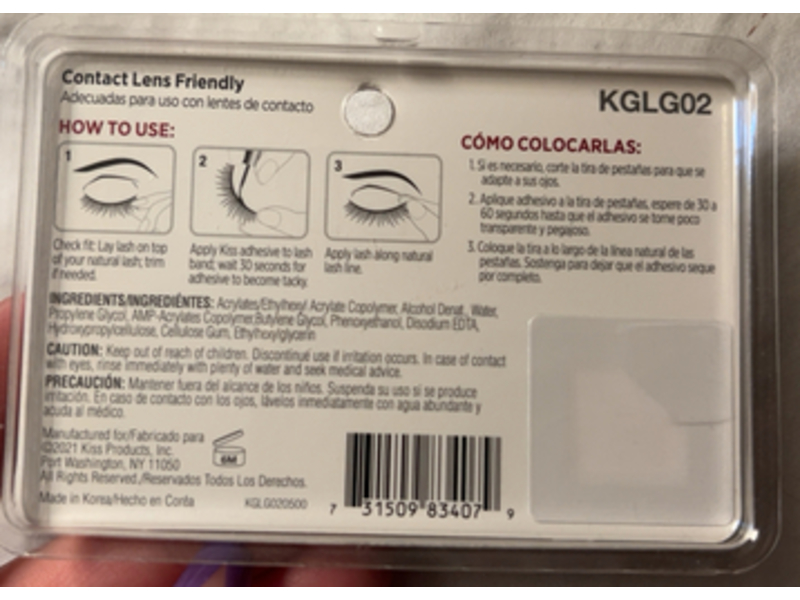 Contact Lens Friendly
Adecuadas para uso con lentes de contacto
KGLG02
HOW TO USE:
1
2
3
Check fit: Lay lash on top
of your natural lash; trim
if needed.
Apply Kiss adhesive to lash
band; wait 30 seconds for
adhesive to become tacky.
Apply lash along natural
lash line.
CÓMO COLOCARLAS:
1. Si es necesario, corte la tira de pestañas para que se
adapte a sus ojos.
2. Aplique adhesivo a la tira de pestañas, espere de 30 a
60 segundos hasta que el adhesivo se torne poco
transparente y pegajoso.
3. Coloque la tira a lo largo de la línea natural de las
pestañas. Sostenga para dejar que el adhesivo seque
por completo.
INGREDIENTS/INGREDIÉNTES: Acrylates/Ethylhexyl Acrylate Copolymer, Alcohol Denat., Water,
Propylene Glycol, AMP-Acrylates Copolymer,Butylene Glycol, Phenoxyethanol, Disodium EDTA,
Hydroxypropylcellulose, Cellulose Gum, Ethylhexylglycerin
CAUTION: Keep out of reach of children. Discontinue use if irritation occurs. In case of contact
with eyes, rinse immediately with plenty of water and seek medical advice.
PRECAUCIÓN: Mantener fuera del alcance de los niños. Suspenda su uso si se produce
irritación. En caso de contacto con los ojos, lávelos inmediatamente con agua abundante y
acuda al médico.
Manufactured for/Fabricado para
©2021 Kiss Products, Inc.
Port Washington, NY 11050
All Rights Reserved./Reservados Todos Los Derechos.
Made in Korea/Hecho en Corea
6M
KGLG020500
7 31509 83407 9